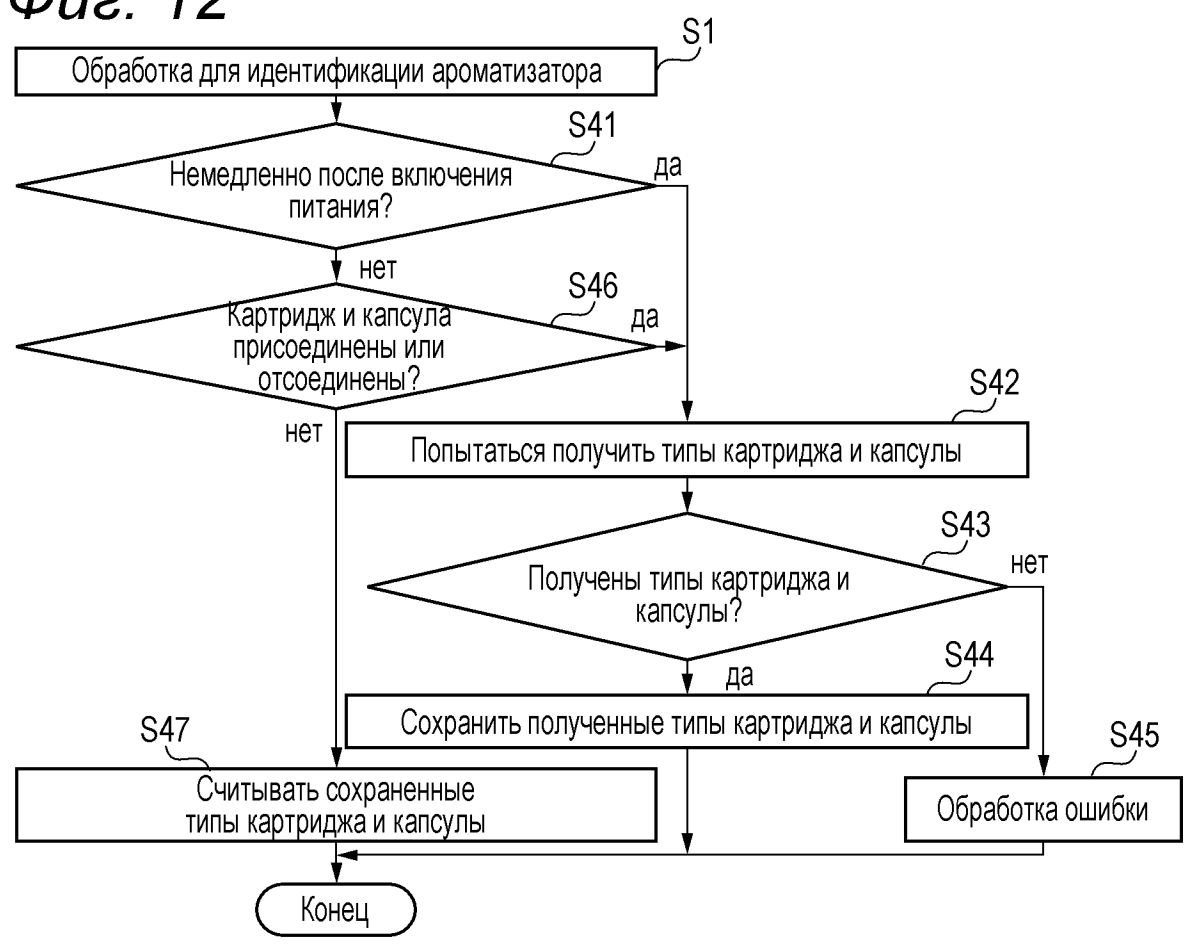 Фиг. 12
S1
Обработка для идентификации ароматизатора
S41
Немедленно после включения
питания?
да
нет
S46
Картридж и капсула
присоединены или
отсоединены?
да
нет
S42
Попытаться получить типы картриджа и капсулы
S43
Получены типы картриджа и
капсулы?
нет
да
S44
Сохранить полученные типы картриджа и капсулы
S47
Считывать сохраненные
типы картриджа и капсулы
S45
Обработка ошибки
Конец